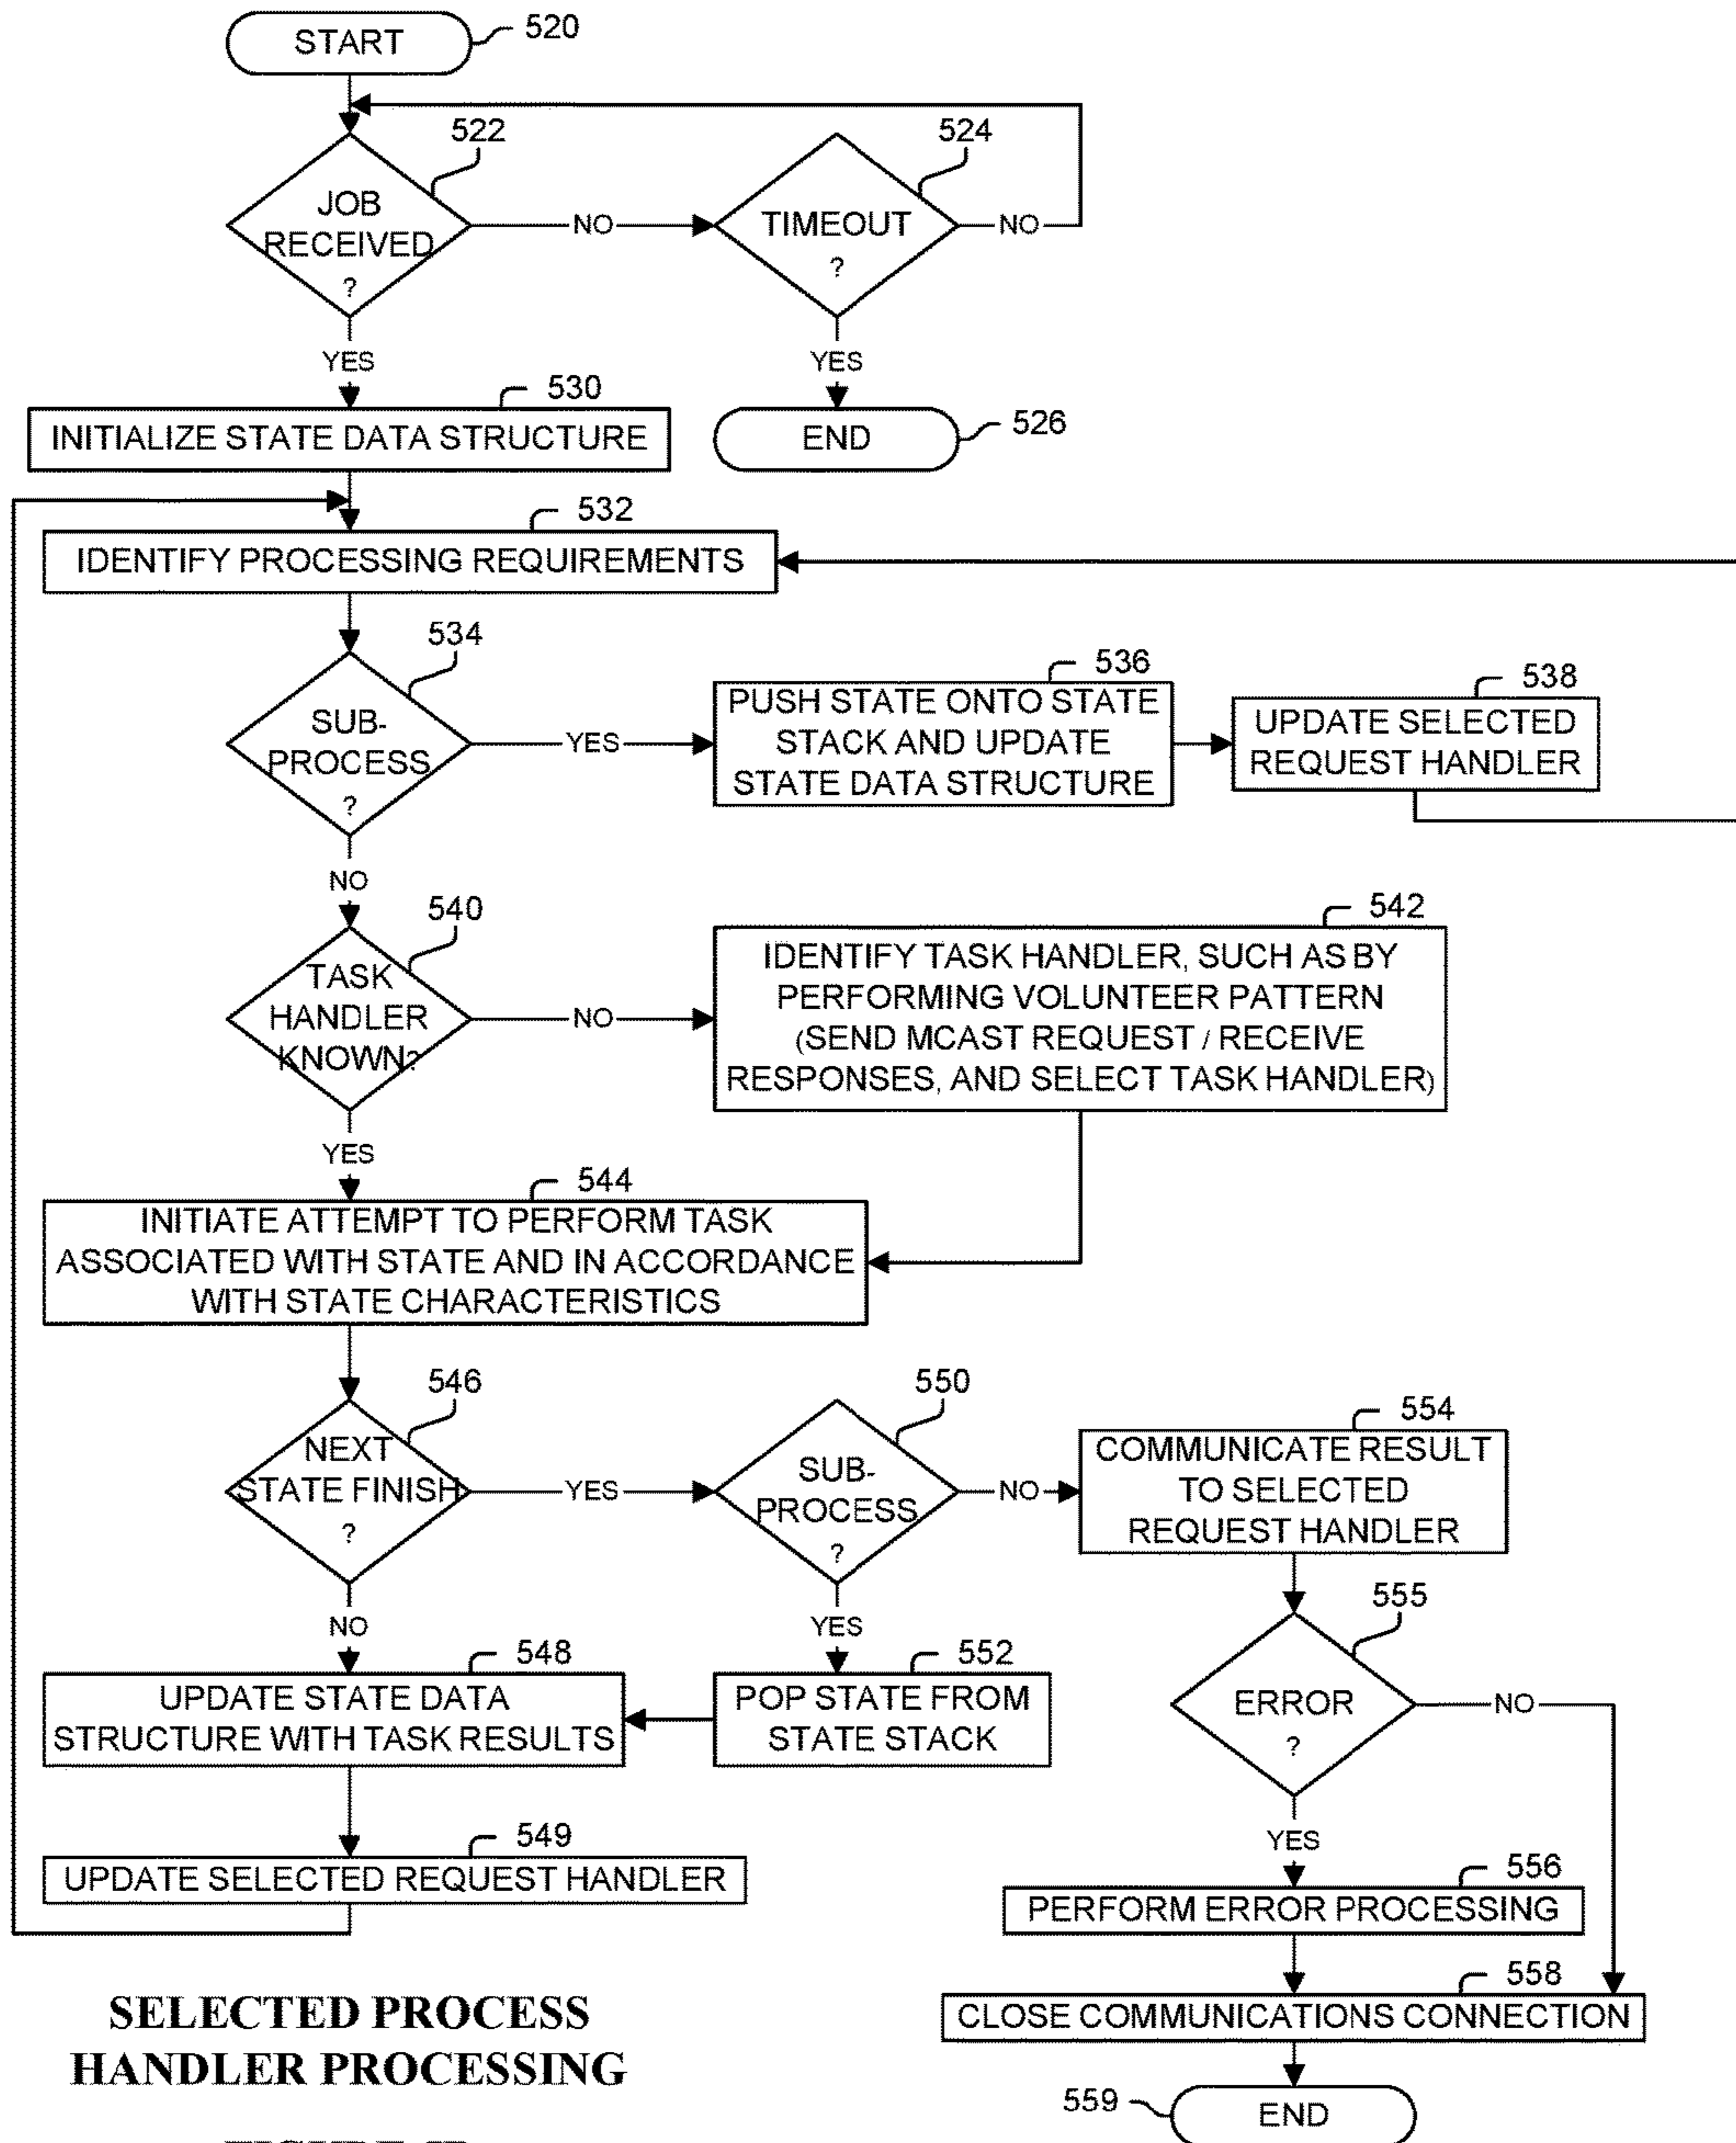 START
520
522
524
JOB
RECEIVED
?
NO
TIMEOUT
?
NO
YES
YES
530
INITIALIZE STATE DATA STRUCTURE
END
526
532
IDENTIFY PROCESSING REQUIREMENTS
534
SUB-
PROCESS
?
YES
536
PUSH STATE ONTO STATE
STACK AND UPDATE
STATE DATA STRUCTURE
538
UPDATE SELECTED
REQUEST HANDLER
NO
540
TASK
HANDLER
KNOWN?
NO
542
IDENTIFY TASK HANDLER, SUCH AS BY
PERFORMING VOLUNTEER PATTERN
(SEND MCAST REQUEST / RECEIVE
RESPONSES, AND SELECT TASK HANDLER)
YES
544
INITIATE ATTEMPT TO PERFORM TASK
ASSOCIATED WITH STATE AND IN ACCORDANCE
WITH STATE CHARACTERISTICS
546
NEXT
STATE FINISH
?
YES
550
SUB-
PROCESS
?
NO
554
COMMUNICATE RESULT
TO SELECTED
REQUEST HANDLER
NO
YES
548
UPDATE STATE DATA
STRUCTURE WITH TASK RESULTS
552
POP STATE FROM
STATE STACK
555
ERROR
?
NO
YES
549
UPDATE SELECTED REQUEST HANDLER
556
PERFORM ERROR PROCESSING
558
CLOSE COMMUNICATIONS CONNECTION
559
END
SELECTED PROCESS
HANDLER PROCESSING